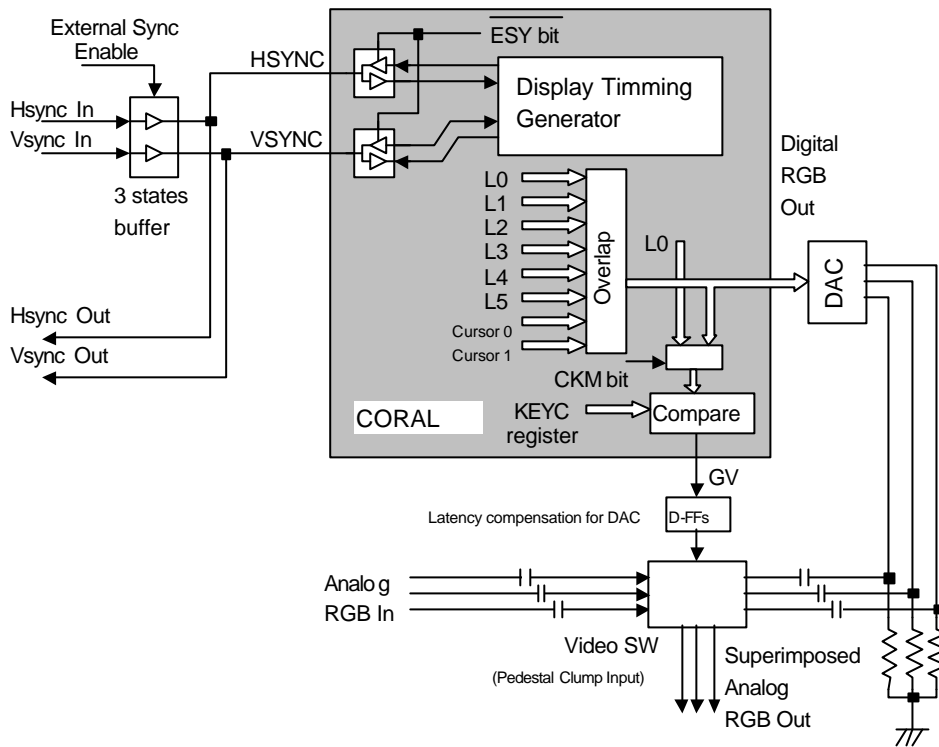 External Sync
Enable
HSYNC
ESY bit
Display Timming
Generator
Hsync In
Vsync In
VSYNC
3 states
buffer
Digital
RGB
Out
L0
L1
L2
L3
L4
L5
Cursor 0
Cursor 1
Overlap
L0
DAC
Hsync Out
Vsync Out
CKM bit
KEYC
register
Compare
CORAL
GV
Latency compensation for DAC
D-FFs
Analog
RGB In
Video SW
(Pedestal Clump Input)
Superimposed
Analog
RGB Out